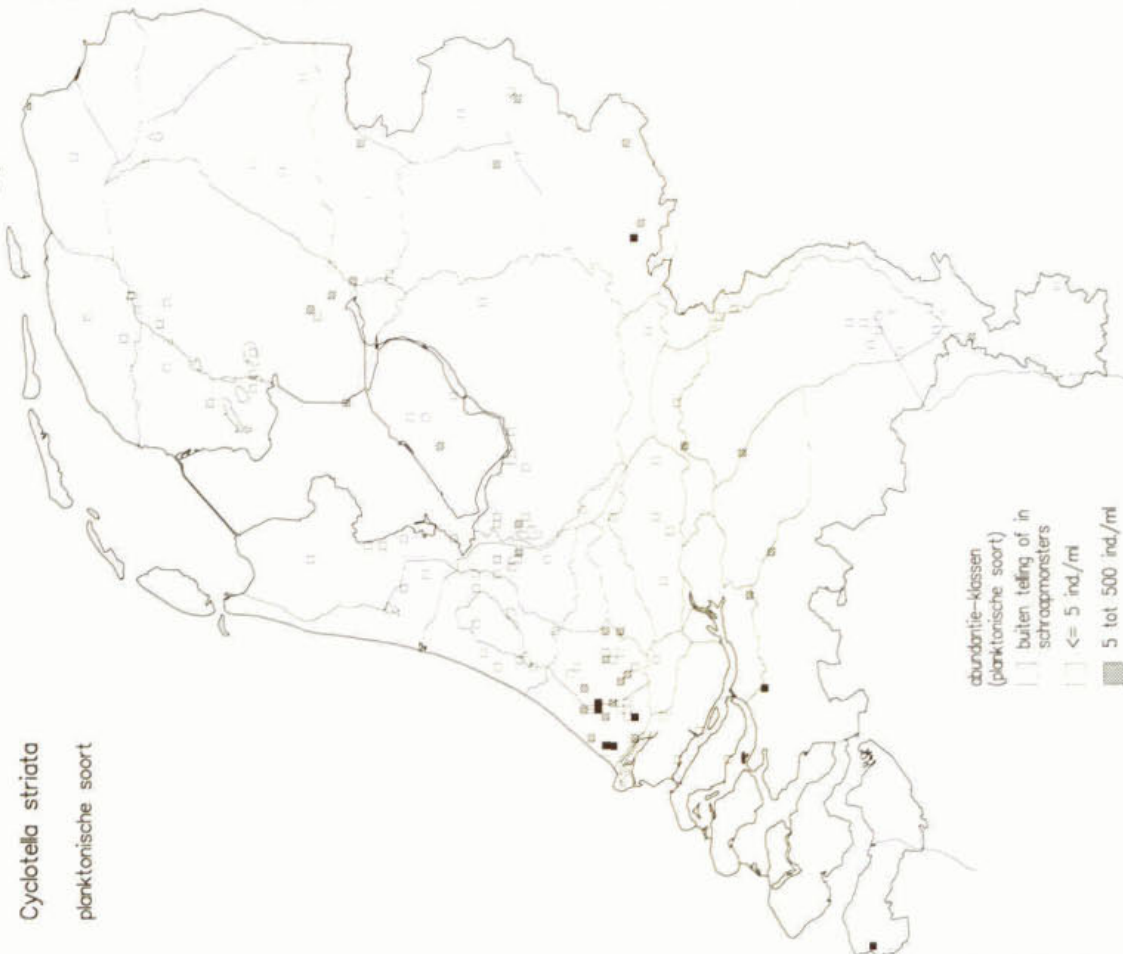 Cyclotella striata
planktonische soort
abundantie-klassen
(planktonische soort)
buiten telling of in
schraapmonsters
<= 5 ind./ml
5 tot 500 ind/ml